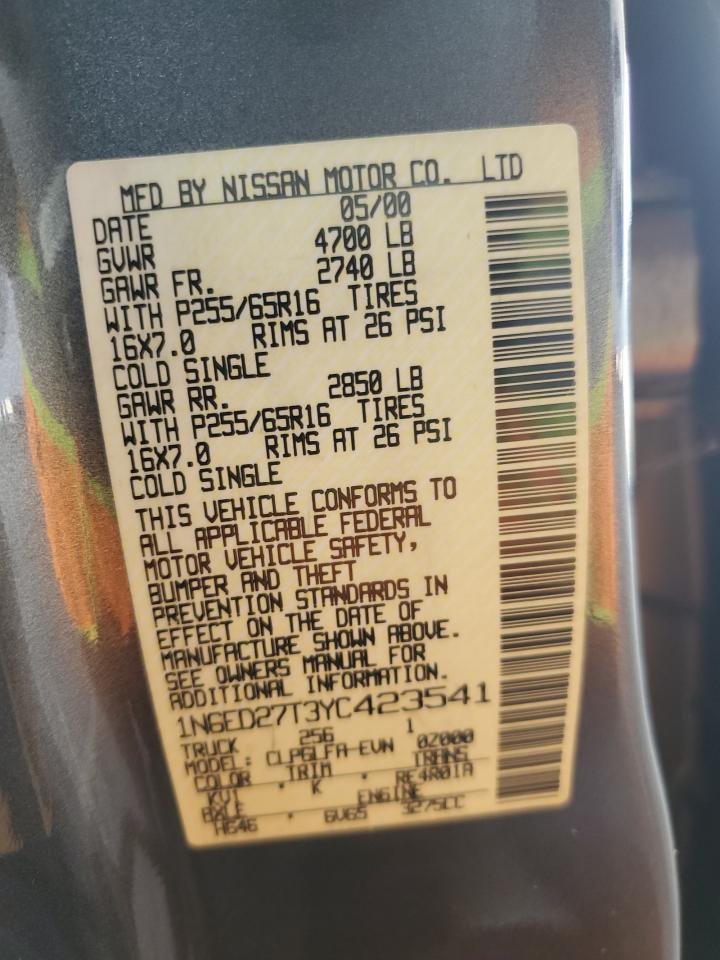 MFD BY NISSAN MOTOR CO. LTD
DATE 05/00
GVWR 4700 LB
GAWR FR. 2740 LB
WITH P255/65R16 TIRES
16X7.0 RIMS AT 26 PSI
COLD SINGLE
GAWR RR. 2850 LB
WITH P255/65R16 TIRES
16X7.0 RIMS AT 26 PSI
COLD SINGLE
THIS VEHICLE CONFORMS TO
ALL APPLICABLE FEDERAL
MOTOR VEHICLE SAFETY,
BUMPER AND THEFT
PREVENTION STANDARDS IN
EFFECT ON THE DATE OF
MANUFACTURE SHOWN ABOVE.
SEE OWNERS MANUAL FOR
ADDITIONAL INFORMATION.
1N6ED27T3YC423541
TRUCK 256 1
MODEL: CLPGLFA-EVN 02000
COLOR TRIM TRANS
KV1 . K . RE4R01A
AXLE ENGINE
HG46 . 6V65 3275CC